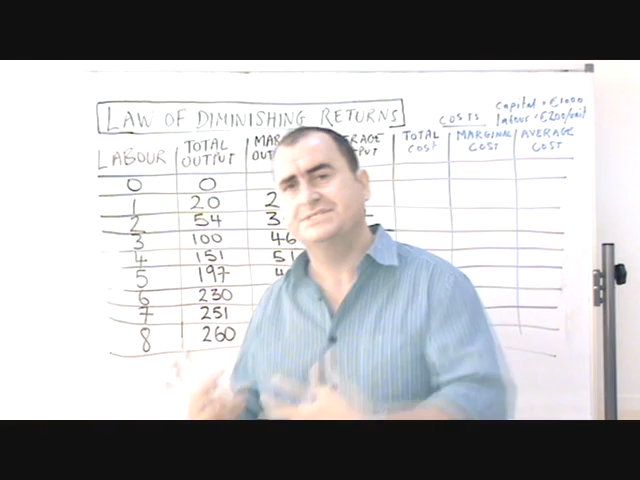 LAW OF DIMINISHING RETURNS
COSTS
Capital = £1000
labour = £200/unit
LABOUR TOTAL OUTPUT TOTAL COST MARGINAL COST AVERAGE COST
0 0
1 20
2 54
3 100 46
4 151 51
5 197
6 230
7 251
8 260